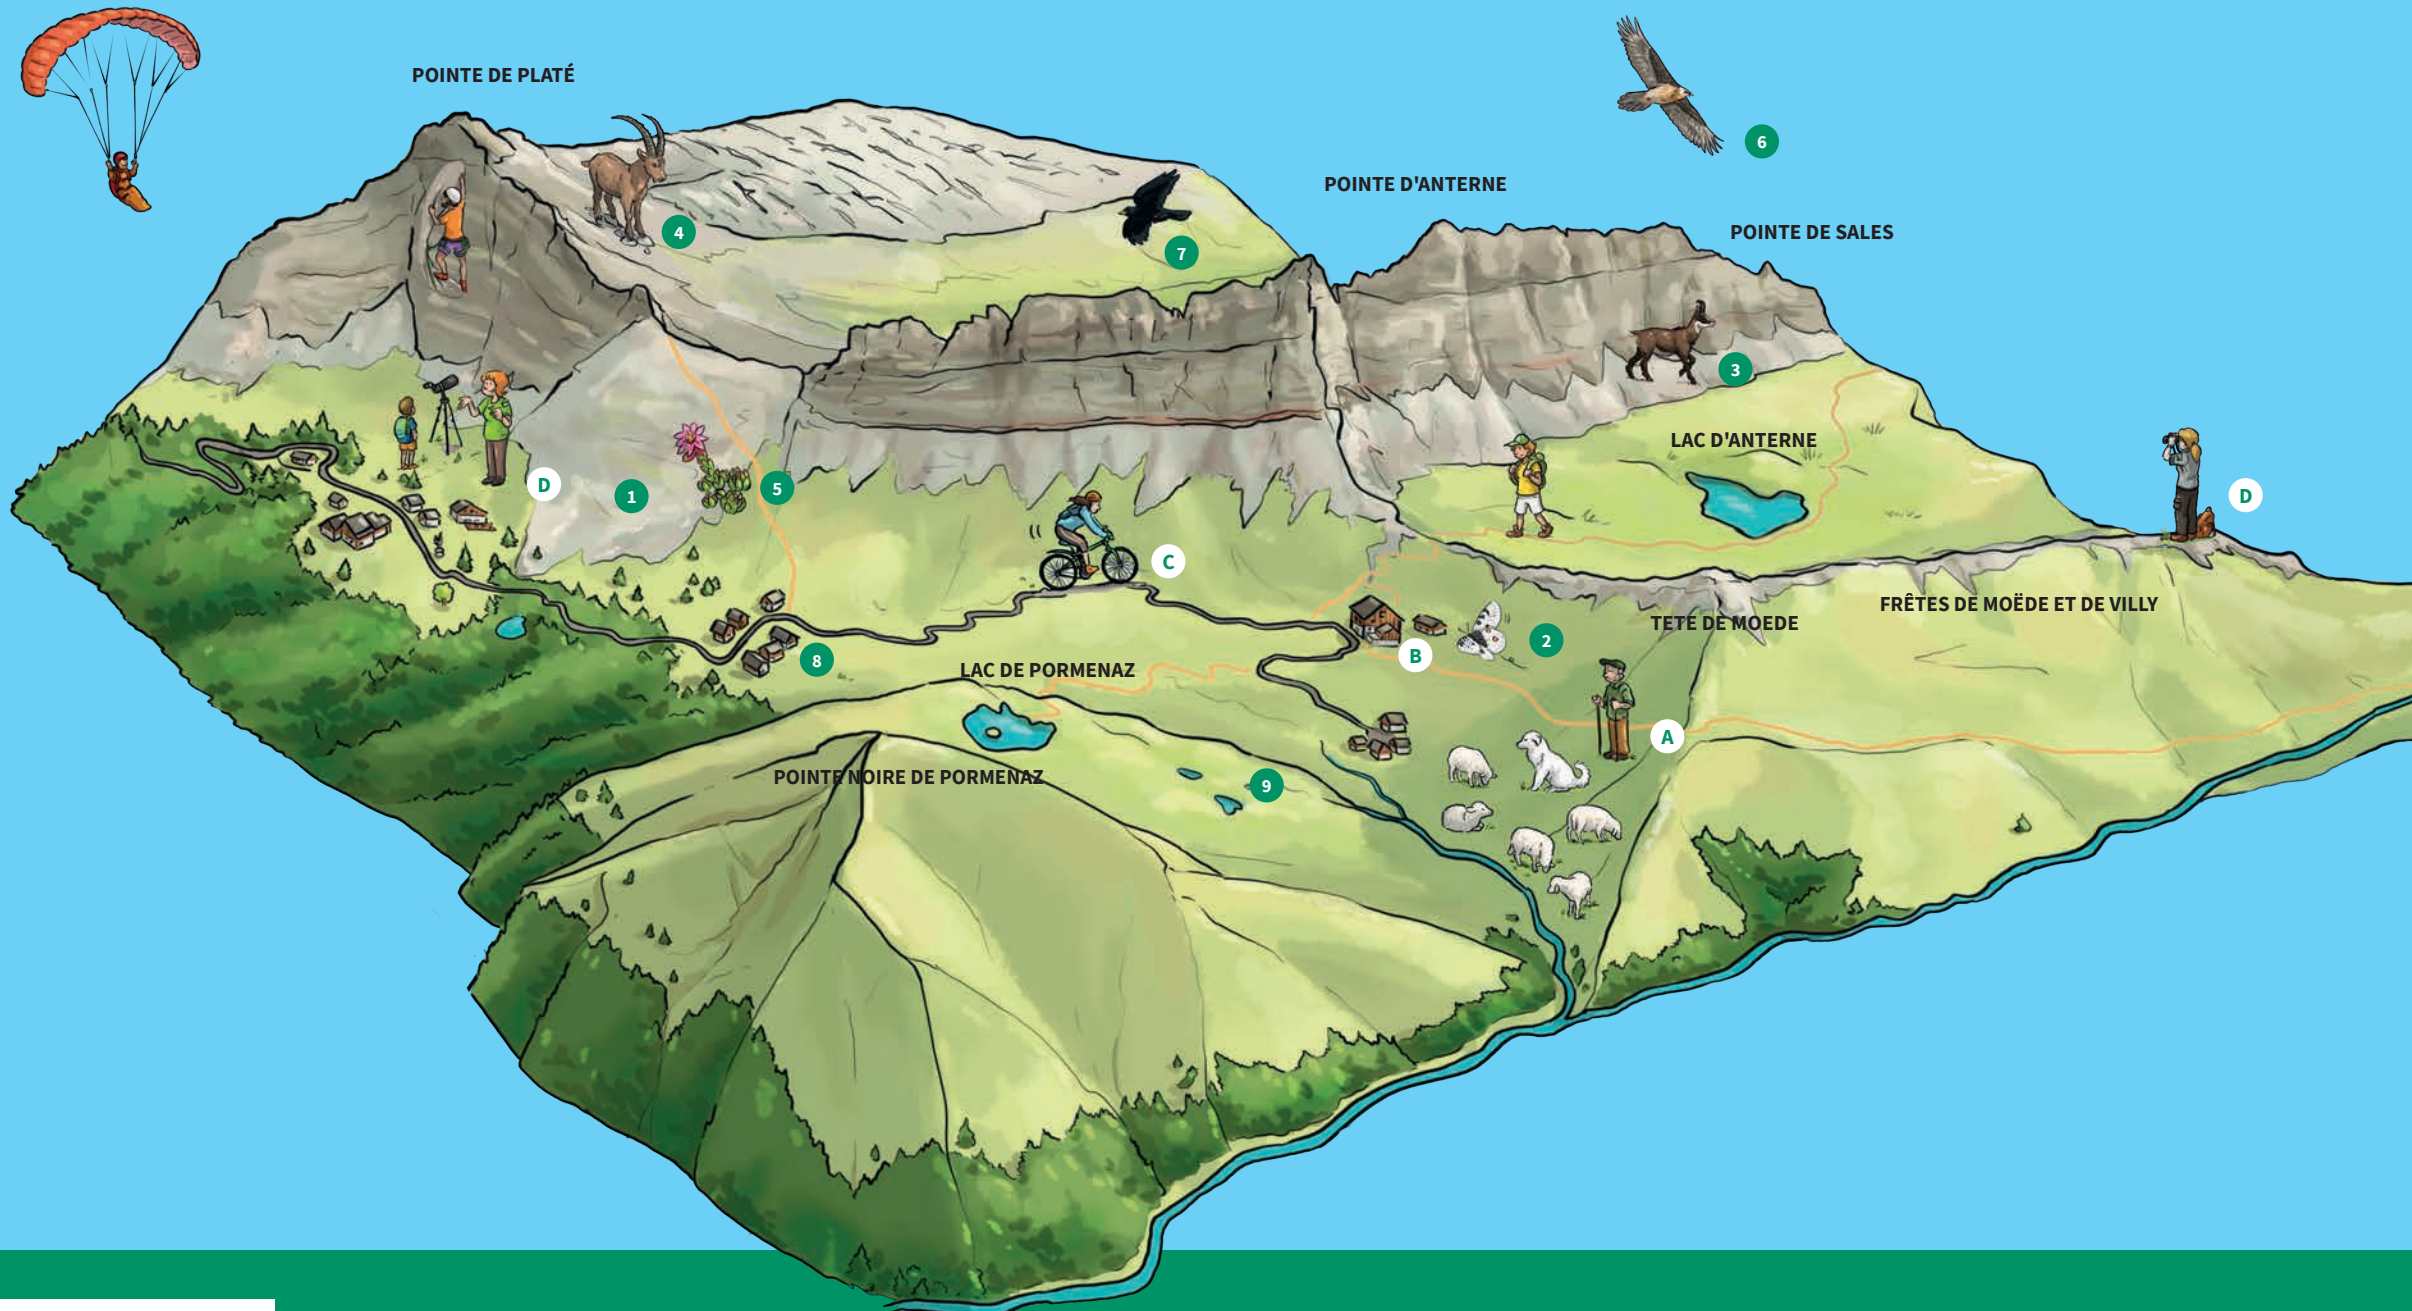 POINTE DE PLATÉ
6
POINTE D'ANTERNE
POINTE DE SALES
4
7
3
LAC D'ANTERNE
D
1
5
D
C
FRÊTES DE MOËDE ET DE VILLY
TETE DE MOEDE
2
B
8
LAC DE PORMENAZ
A
POINTE NOIRE DE PORMENAZ
9